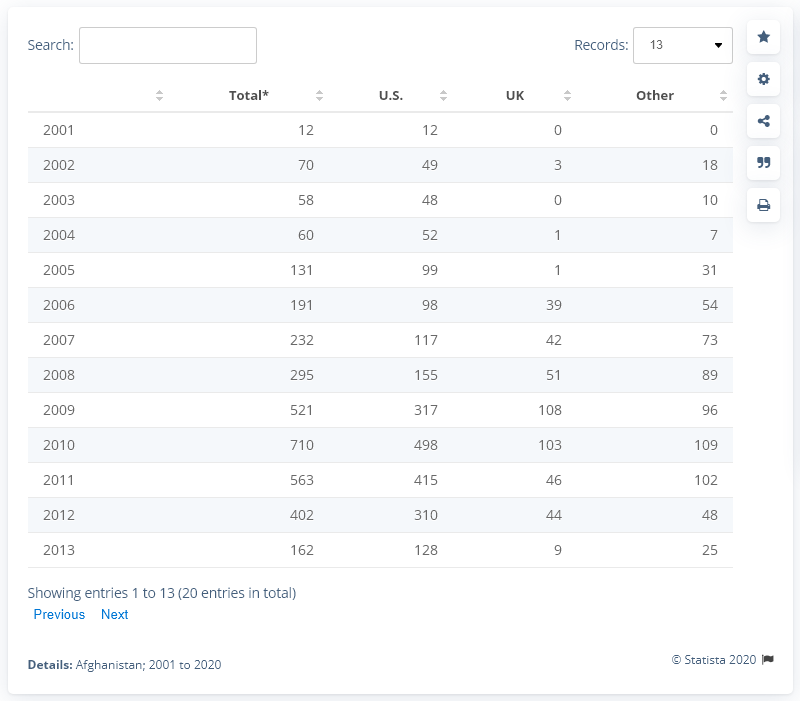 Search: Records: 13
Total* U.S. UK Other
2001 12 12 0 0
2002 70 49 3 18
2003 58 48 0 10
2004 60 52 1 7
2005 131 99 1 31
2006 191 98 39 54
2007 232 117 42 73
2008 295 155 51 89
2009 521 317 108 96
2010 710 498 103 109
2011 563 415 46 102
2012 402 310 44 48
2013 162 128 9 25
Showing entries 1 to 13 (20 entries in total)
Previous Next
© Statista 2020
Details: Afghanistan; 2001 to 2020